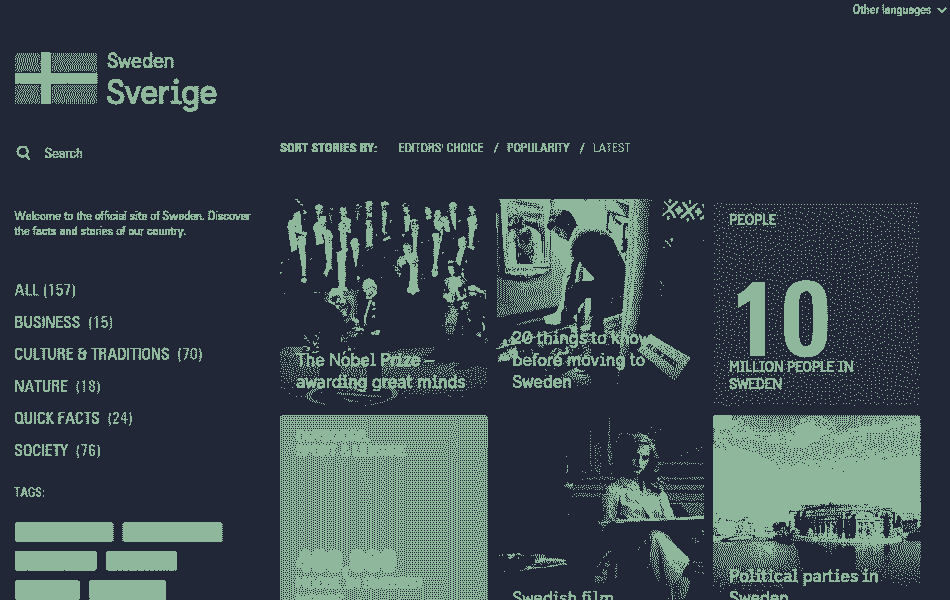 Other languages
Sweden
Sverige
Search
SORT STORIES BY: EDITORS' CHOICE / POPULARITY / LATEST
Welcome to the official site of Sweden. Discover
the facts and stories of our country.
ALL (157)
BUSINESS (15)
CULTURE & TRADITIONS (70)
NATURE (18)
QUICK FACTS (24)
SOCIETY (76)
TAGS:
The Nobel Prize –
awarding great minds
20 things to know
before moving to
Sweden
PEOPLE
10
MILLION PEOPLE IN
SWEDEN
Swedish film
Political parties in
Sweden